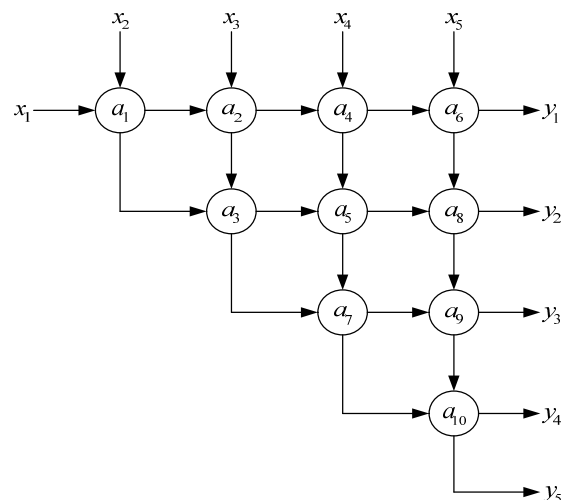 x₂ x₃ x₄ x₅
x₁ a₁ a₂ a₄ a₆ y₁
a₃ a₅ a₈ y₂
a₇ a₉ y₃
a₁₀ y₄
y₅